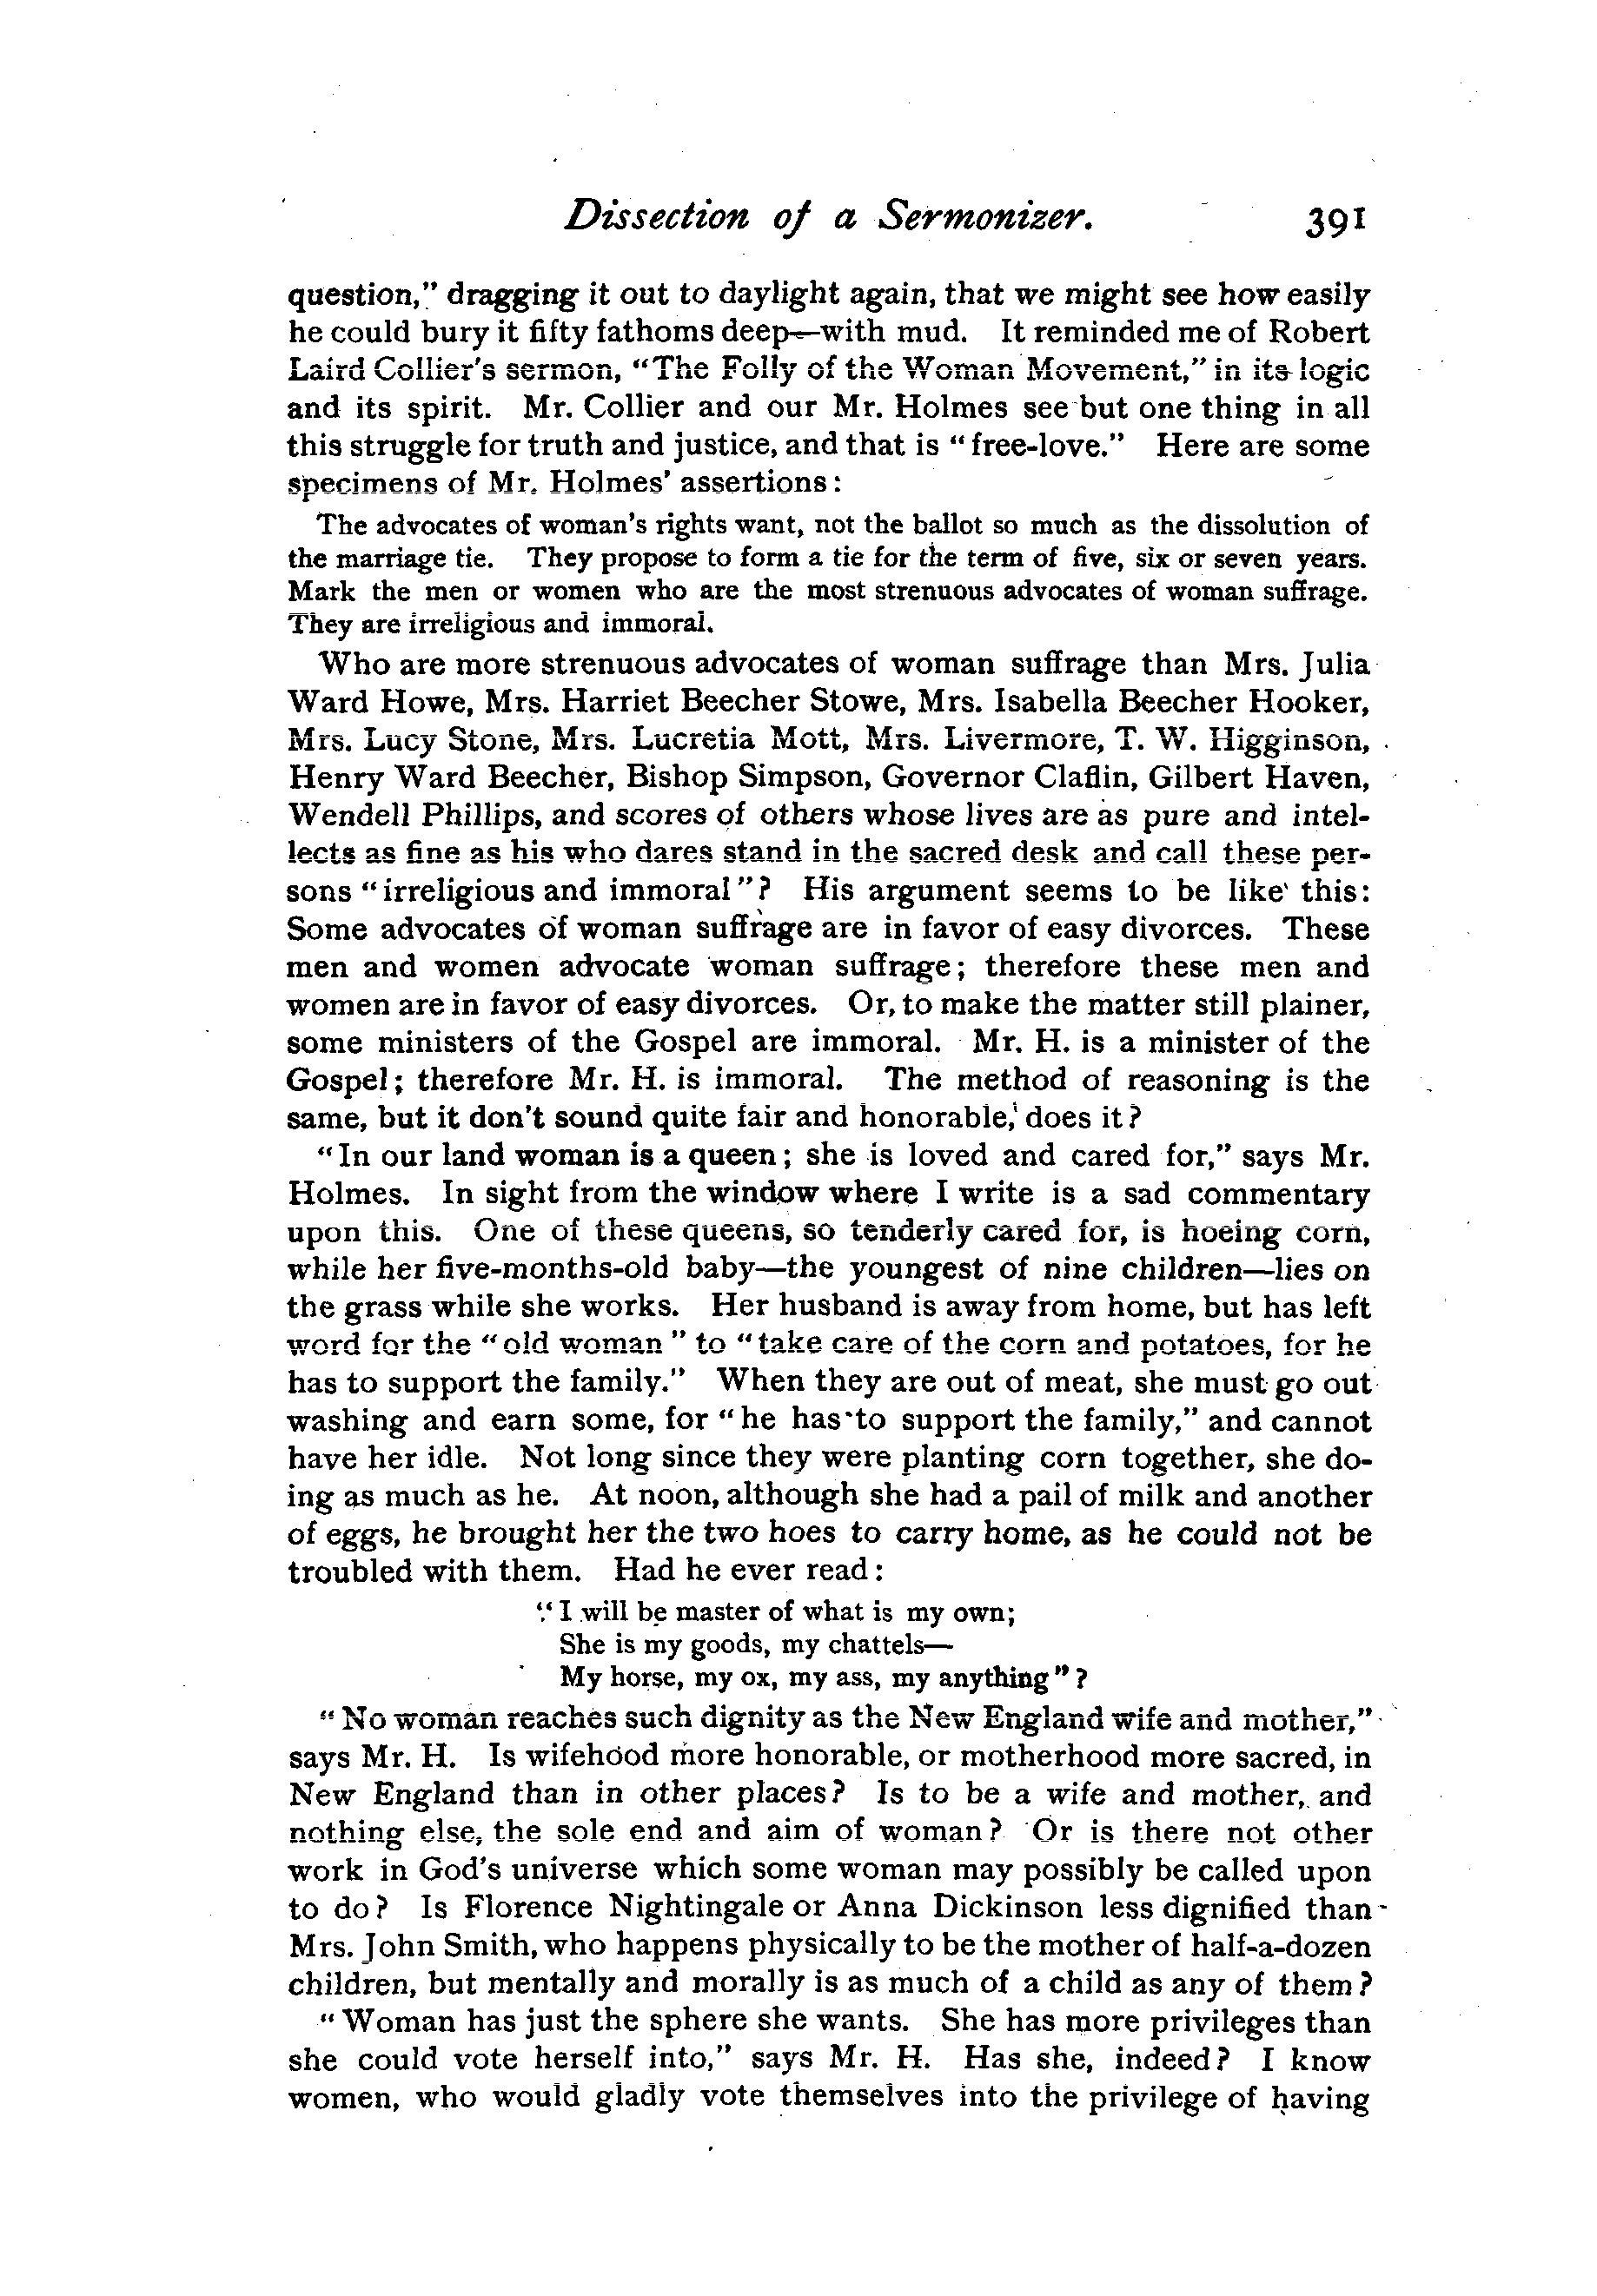 Dissection of a Sermonizer. 391
question," dragging it out to daylight again, that we might see how easily
he could bury it fifty fathoms deep—with mud. It reminded me of Robert
Laird Collier's sermon, "The Folly of the Woman Movement," in its logic
and its spirit. Mr. Collier and our Mr. Holmes see but one thing in all
this struggle for truth and justice, and that is "free-love." Here are some
specimens of Mr. Holmes' assertions:
The advocates of woman's rights want, not the ballot so much as the dissolution of
the marriage tie. They propose to form a tie for the term of five, six or seven years.
Mark the men or women who are the most strenuous advocates of woman suffrage.
They are irreligious and immoral.
Who are more strenuous advocates of woman suffrage than Mrs. Julia
Ward Howe, Mrs. Harriet Beecher Stowe, Mrs. Isabella Beecher Hooker,
Mrs. Lucy Stone, Mrs. Lucretia Mott, Mrs. Livermore, T. W. Higginson,
Henry Ward Beecher, Bishop Simpson, Governor Claflin, Gilbert Haven,
Wendell Phillips, and scores of others whose lives are as pure and intel-
lects as fine as his who dares stand in the sacred desk and call these per-
sons "irreligious and immoral"? His argument seems to be like this:
Some advocates of woman suffrage are in favor of easy divorces. These
men and women advocate woman suffrage; therefore these men and
women are in favor of easy divorces. Or, to make the matter still plainer,
some ministers of the Gospel are immoral. Mr. H. is a minister of the
Gospel; therefore Mr. H. is immoral. The method of reasoning is the
same, but it don't sound quite fair and honorable, does it?
"In our land woman is a queen; she is loved and cared for," says Mr.
Holmes. In sight from the window where I write is a sad commentary
upon this. One of these queens, so tenderly cared for, is hoeing corn,
while her five-months-old baby—the youngest of nine children—lies on
the grass while she works. Her husband is away from home, but has left
word for the "old woman" to "take care of the corn and potatoes, for he
has to support the family." When they are out of meat, she must go out
washing and earn some, for "he has to support the family," and cannot
have her idle. Not long since they were planting corn together, she do-
ing as much as he. At noon, although she had a pail of milk and another
of eggs, he brought her the two hoes to carry home, as he could not be
troubled with them. Had he ever read:
"I will be master of what is my own;
She is my goods, my chattels—
My horse, my ox, my ass, my anything"?
"No woman reaches such dignity as the New England wife and mother,"
says Mr. H. Is wifehood more honorable, or motherhood more sacred, in
New England than in other places? Is to be a wife and mother, and
nothing else, the sole end and aim of woman? Or is there not other
work in God's universe which some woman may possibly be called upon
to do? Is Florence Nightingale or Anna Dickinson less dignified than
Mrs. John Smith, who happens physically to be the mother of half-a-dozen
children, but mentally and morally is as much of a child as any of them?
"Woman has just the sphere she wants. She has more privileges than
she could vote herself into," says Mr. H. Has she, indeed? I know
women, who would gladly vote themselves into the privilege of having